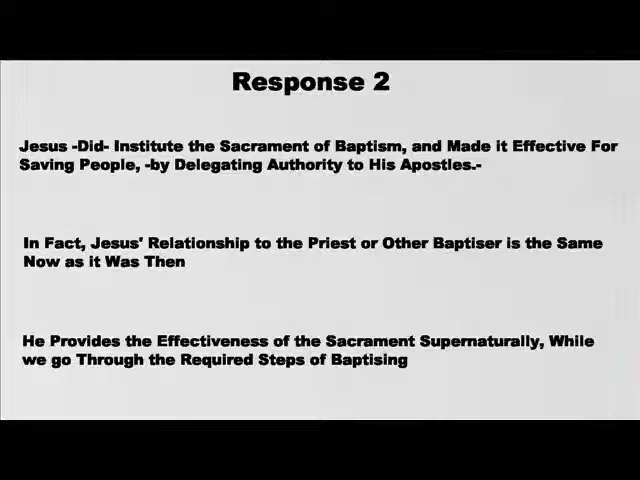 Response 2
Jesus -Did- Institute the Sacrament of Baptism, and Made it Effective For
Saving People, -by Delegating Authority to His Apostles.-
In Fact, Jesus' Relationship to the Priest or Other Baptiser is the Same
Now as it Was Then
He Provides the Effectiveness of the Sacrament Supernaturally, While
we go Through the Required Steps of Baptising